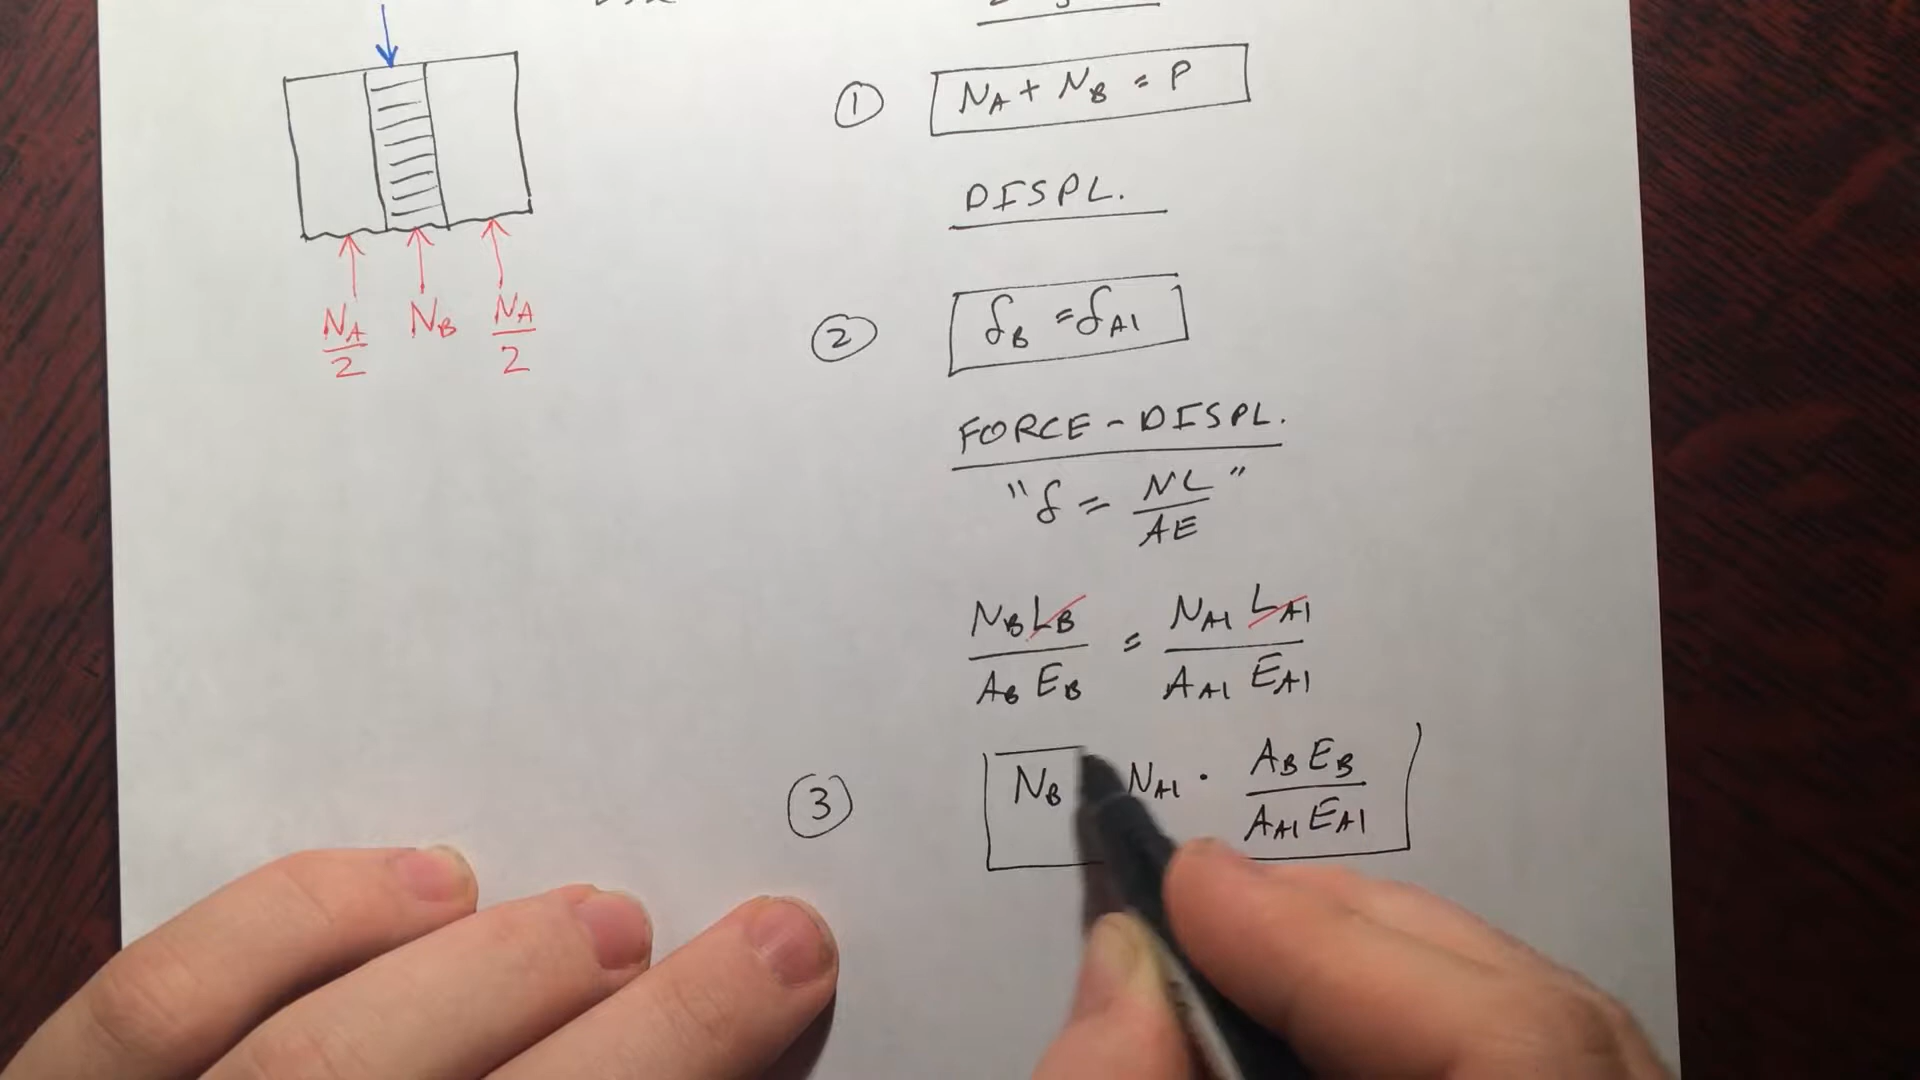 ① N_A + N_B = P
DISPL.
② δ_B = δ_Al
FORCE - DISPL.
"δ = NL/AE"
N_B L_B / A_B E_B = N_Al L_Al / A_Al E_Al
③ N_B N_Al · A_B E_B / A_Al E_Al
N_A/2 N_B N_A/2